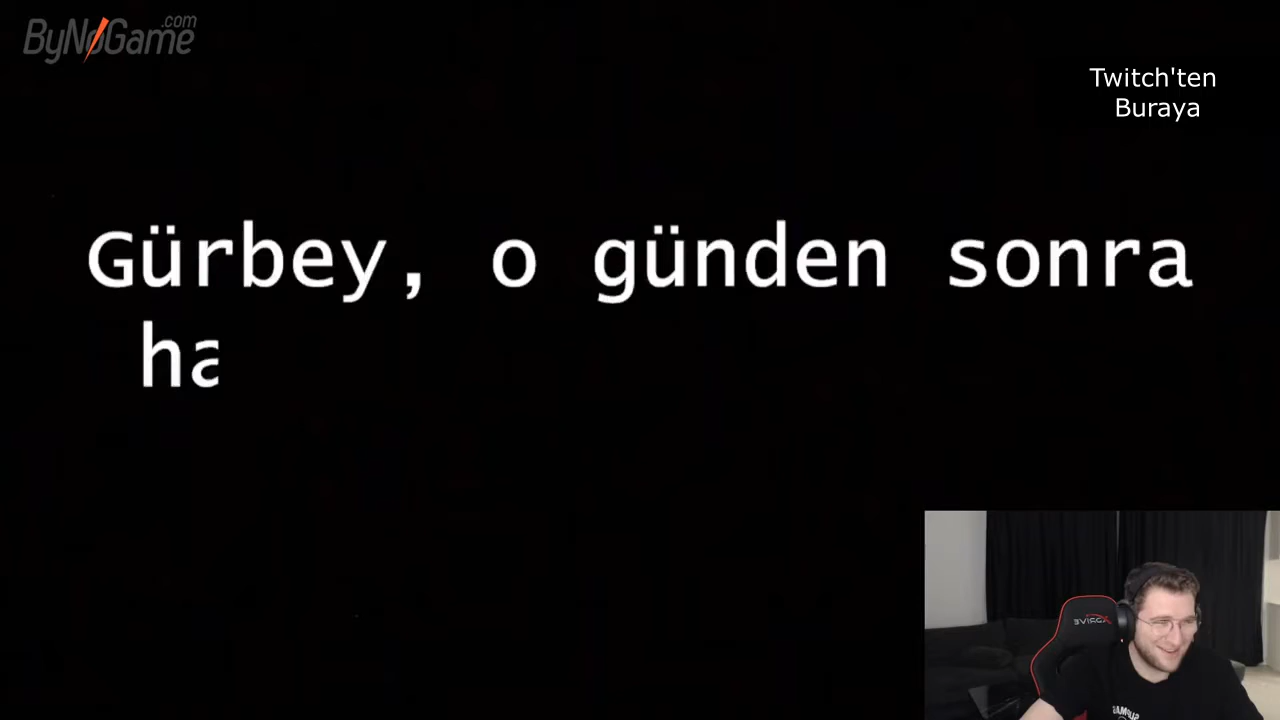 ByNoGame.com
Twitch'ten
Buraya
Gürbey, o günden sonra
ha